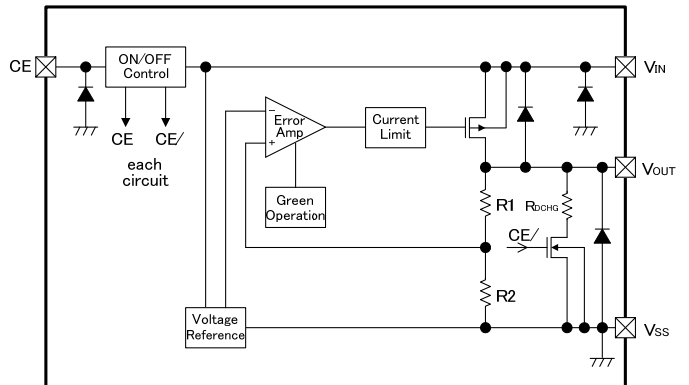 CE
ON/OFF
Control
VIN
CE
CE/
each
circuit
−
Error
Amp
+
Current
Limit
VOUT
Green
Operation
R1
RDCHG
CE/
R2
Voltage
Reference
VSS